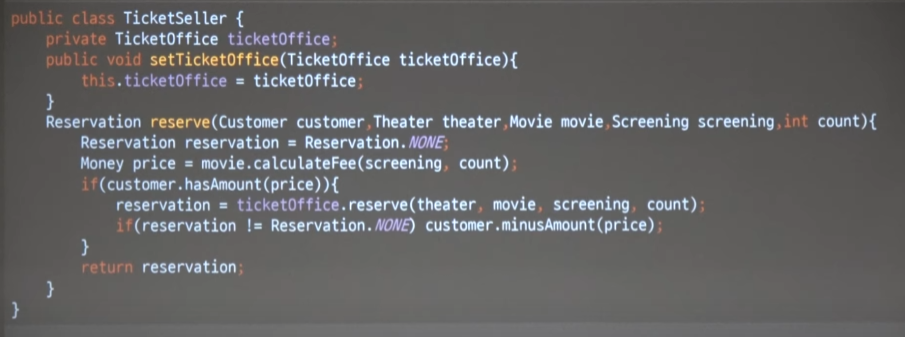 public class TicketSeller {
    private TicketOffice ticketOffice;
    public void setTicketOffice(TicketOffice ticketOffice){
        this.ticketOffice = ticketOffice;
    }
    Reservation reserve(Customer customer,Theater theater,Movie movie,Screening screening,int count){
        Reservation reservation = Reservation.NONE;
        Money price = movie.calculateFee(screening, count);
        if(customer.hasAmount(price)){
            reservation = ticketOffice.reserve(theater, movie, screening, count);
            if(reservation != Reservation.NONE) customer.minusAmount(price);
        }
        return reservation;
    }
}